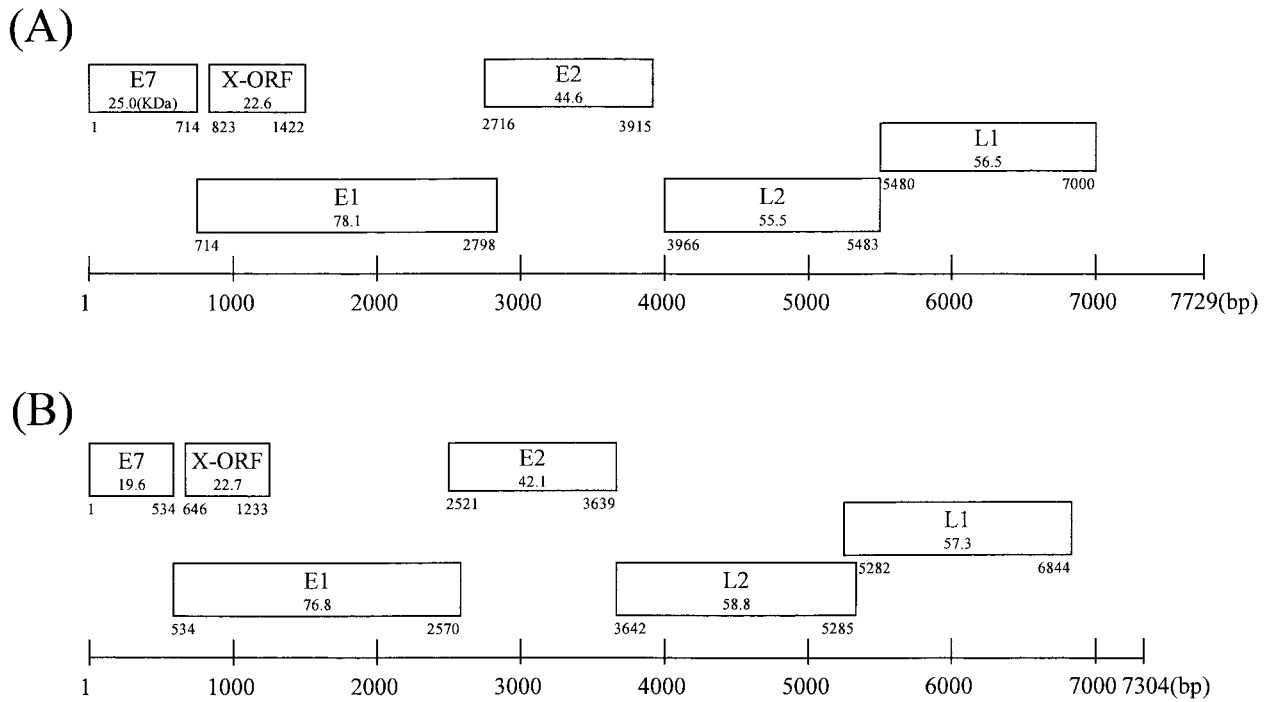 (A)
E7
25.0(KDa)
1 714
X-ORF
22.6
823 1422
E2
44.6
2716 3915
L1
56.5
5480 7000
E1
78.1
714 2798
L2
55.5
3966 5483
1 1000 2000 3000 4000 5000 6000 7000 7729(bp)
(B)
E7
19.6
1 534
X-ORF
22.7
646 1233
E2
42.1
2521 3639
L1
57.3
5282 6844
E1
76.8
534 2570
L2
58.8
3642 5285
1 1000 2000 3000 4000 5000 6000 7000 7304(bp)